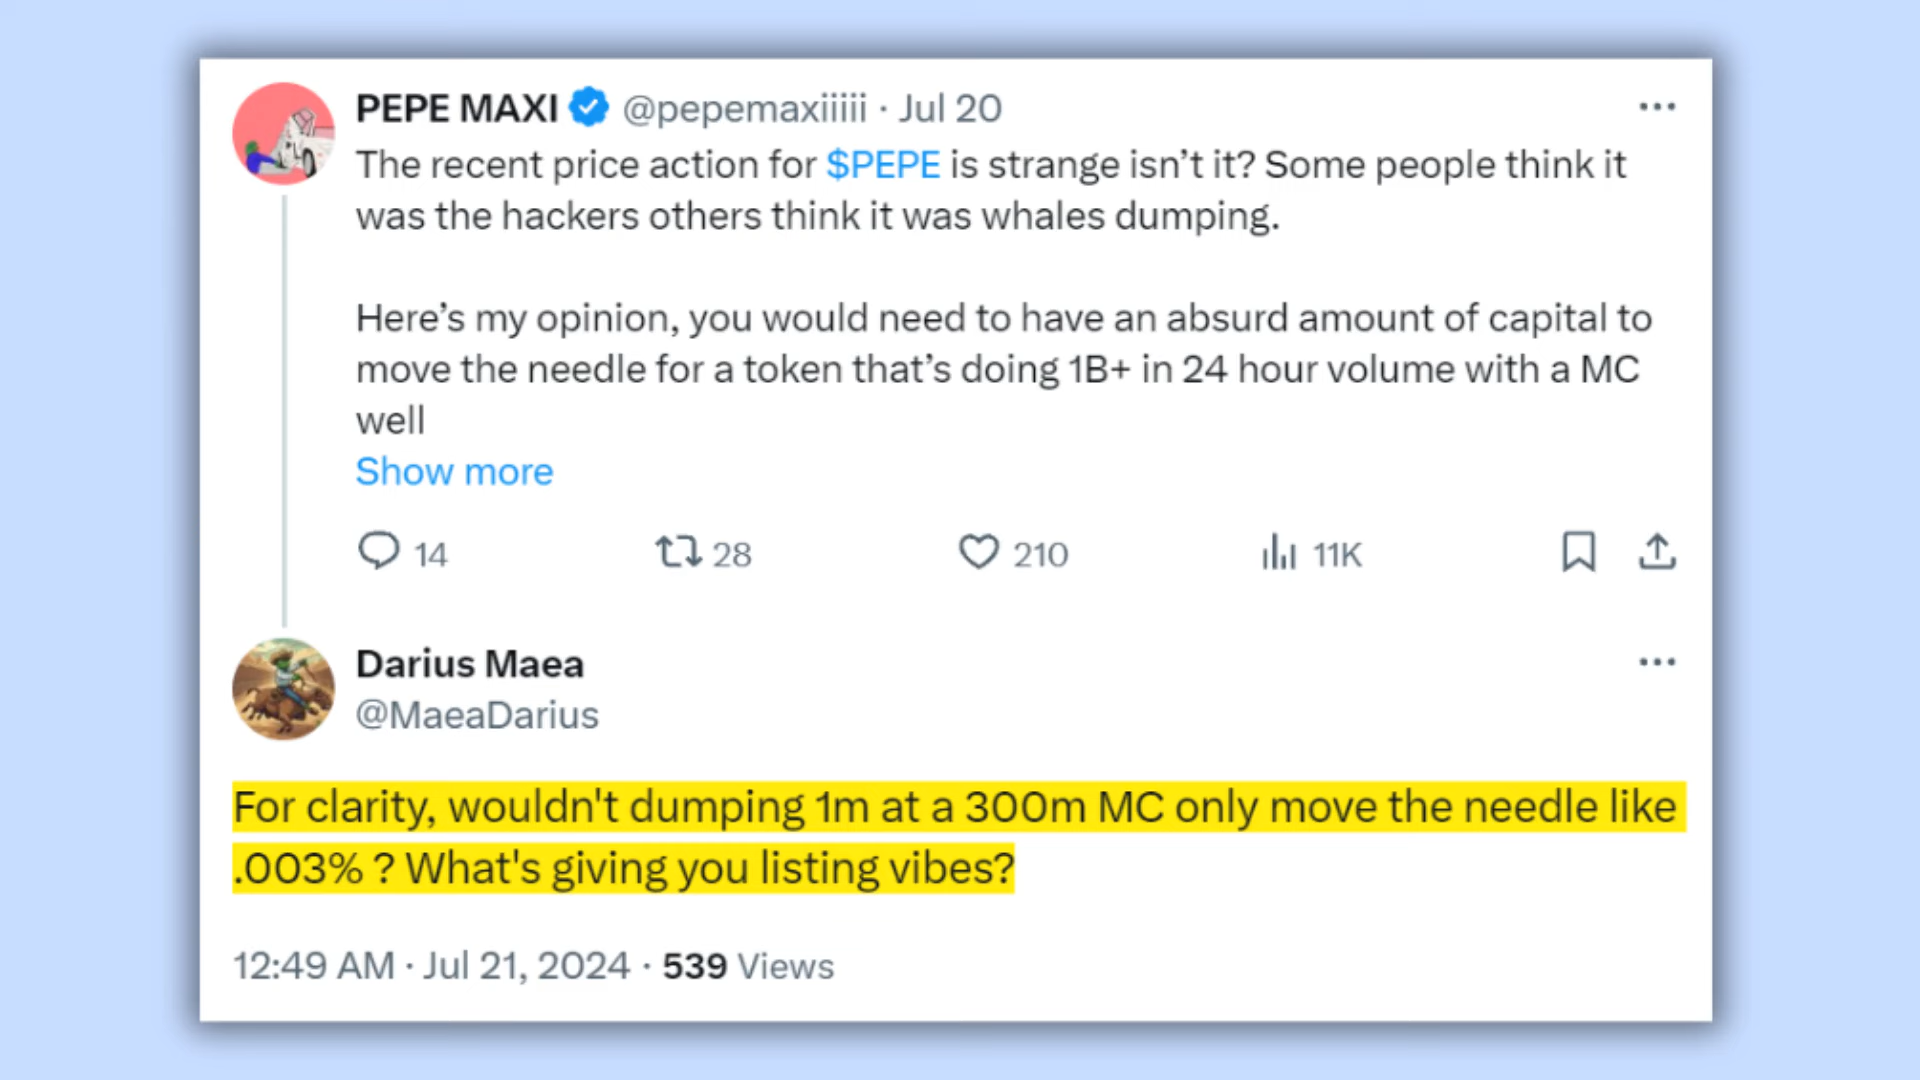 PEPE MAXI @pepemaxiiiii · Jul 20
The recent price action for $PEPE is strange isn’t it? Some people think it
was the hackers others think it was whales dumping.
Here’s my opinion, you would need to have an absurd amount of capital to
move the needle for a token that’s doing 1B+ in 24 hour volume with a MC
well
Show more
14 28 210 11K
Darius Maea
@MaeaDarius
For clarity, wouldn't dumping 1m at a 300m MC only move the needle like
.003% ? What's giving you listing vibes?
12:49 AM · Jul 21, 2024 · 539 Views